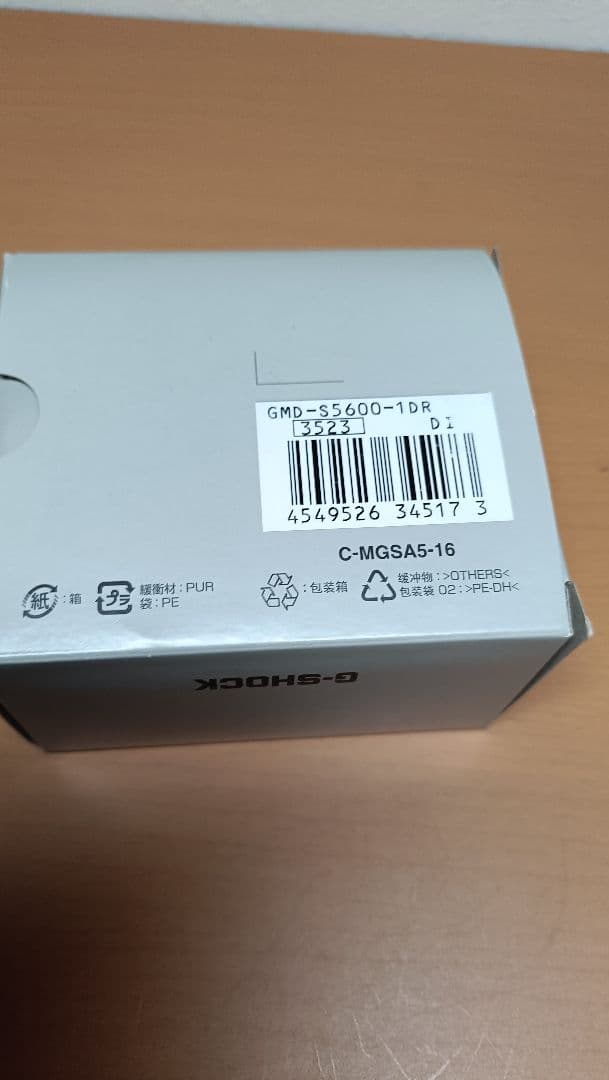 GMD-S5600-1DR
3523 DI
4549526 34517 3
C-MGSA5-16
紙:箱
プラ 緩衝材:PUR
袋:PE
:包装箱
缓冲物:>OTHERS<
包装袋 02:>PE-DH<
G-SHOCK